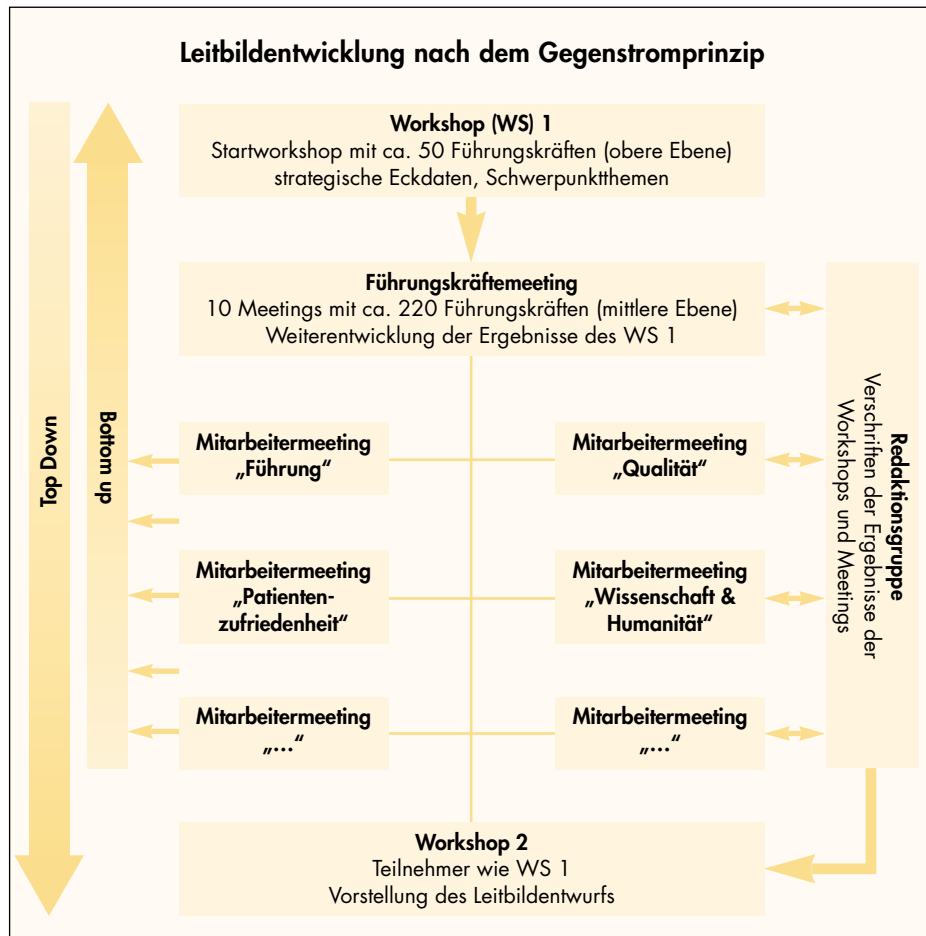 Leitbildentwicklung nach dem Gegenstromprinzip
Workshop (WS) 1
Startworkshop mit ca. 50 Führungskräften (obere Ebene)
strategische Eckdaten, Schwerpunktthemen
Führungskräftemeeting
10 Meetings mit ca. 220 Führungskräften (mittlere Ebene)
Weiterentwicklung der Ergebnisse des WS 1
Top Down
Bottom up
Mitarbeitermeeting
„Führung“
Mitarbeitermeeting
„Qualität“
Mitarbeitermeeting
„Patienten-
zufriedenheit“
Mitarbeitermeeting
„Wissenschaft &
Humanität“
Mitarbeitermeeting
„...“
Mitarbeitermeeting
„...“
Redaktionsgruppe
Verschriften der Ergebnisse der
Workshops und Meetings
Workshop 2
Teilnehmer wie WS 1
Vorstellung des Leitbildentwurfs